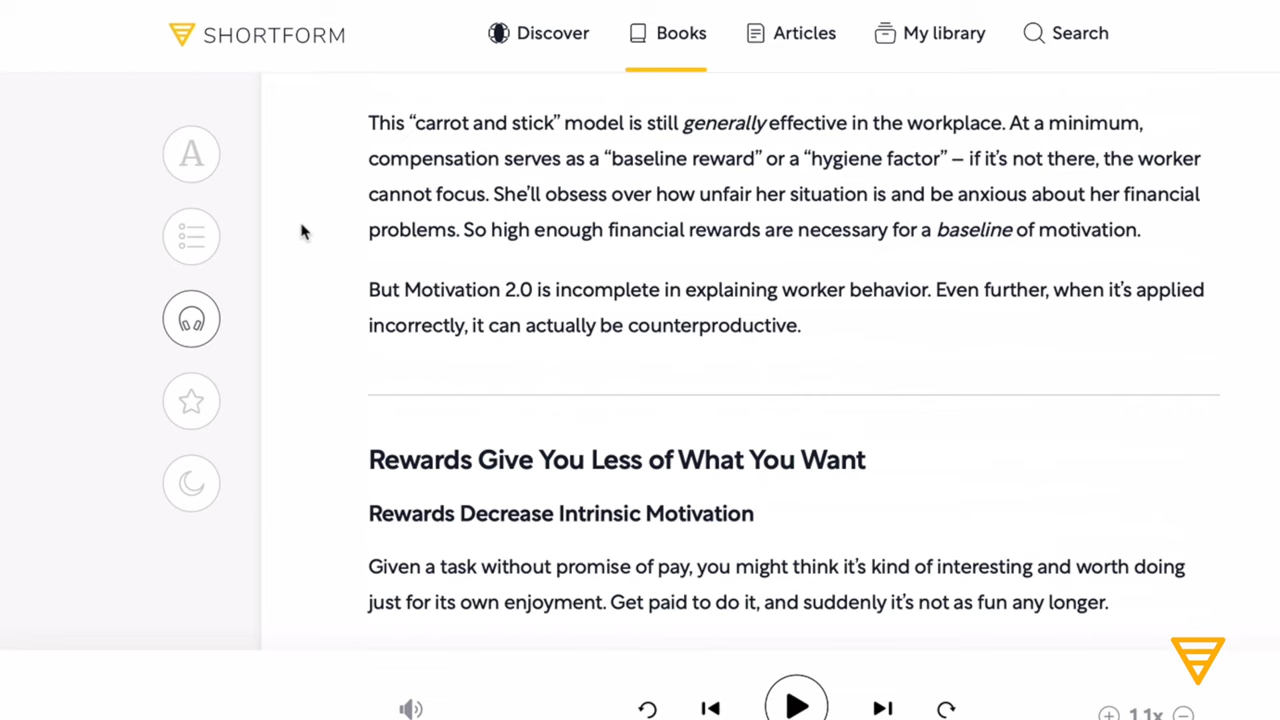 SHORTFORM
Discover
Books
Articles
My library
Search
This “carrot and stick” model is still generally effective in the workplace. At a minimum,
compensation serves as a “baseline reward” or a “hygiene factor” – if it’s not there, the worker
cannot focus. She’ll obsess over how unfair her situation is and be anxious about her financial
problems. So high enough financial rewards are necessary for a baseline of motivation.
But Motivation 2.0 is incomplete in explaining worker behavior. Even further, when it’s applied
incorrectly, it can actually be counterproductive.
Rewards Give You Less of What You Want
Rewards Decrease Intrinsic Motivation
Given a task without promise of pay, you might think it’s kind of interesting and worth doing
just for its own enjoyment. Get paid to do it, and suddenly it’s not as fun any longer.
A
1.1x